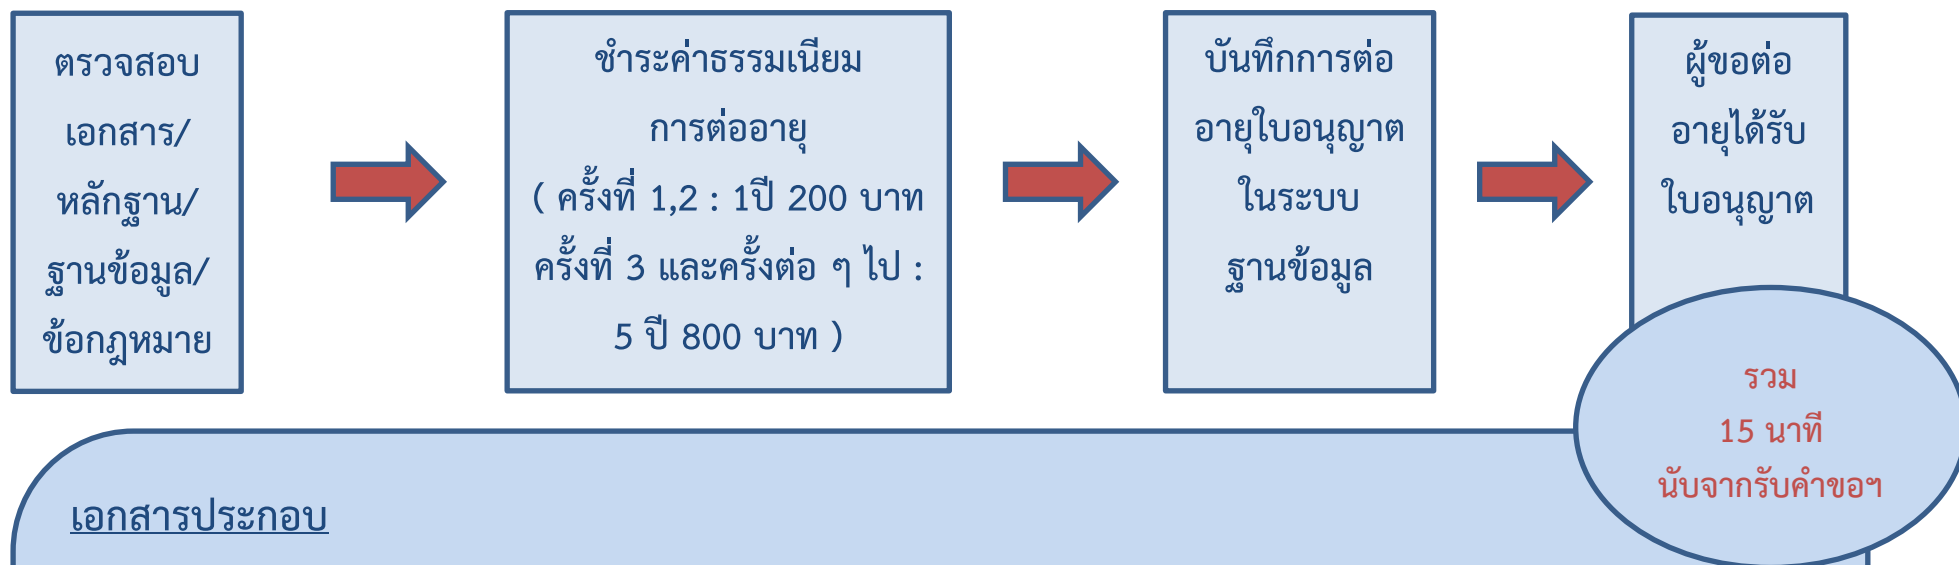 ตรวจสอบ
เอกสาร/
หลักฐาน/
ฐานข้อมูล/
ข้อกฎหมาย
ชำระค่าธรรมเนียม
การต่ออายุ
( ครั้งที่ 1,2 : 1ปี 200 บาท
ครั้งที่ 3 และครั้งต่อ ๆ ไป :
5 ปี 800 บาท )
บันทึกการต่อ
อายุใบอนุญาต
ในระบบ
ฐานข้อมูล
ผู้ขอต่อ
อายุได้รับ
ใบอนุญาต
รวม
15 นาที
นับจากรับคำขอฯ
เอกสารประกอบ